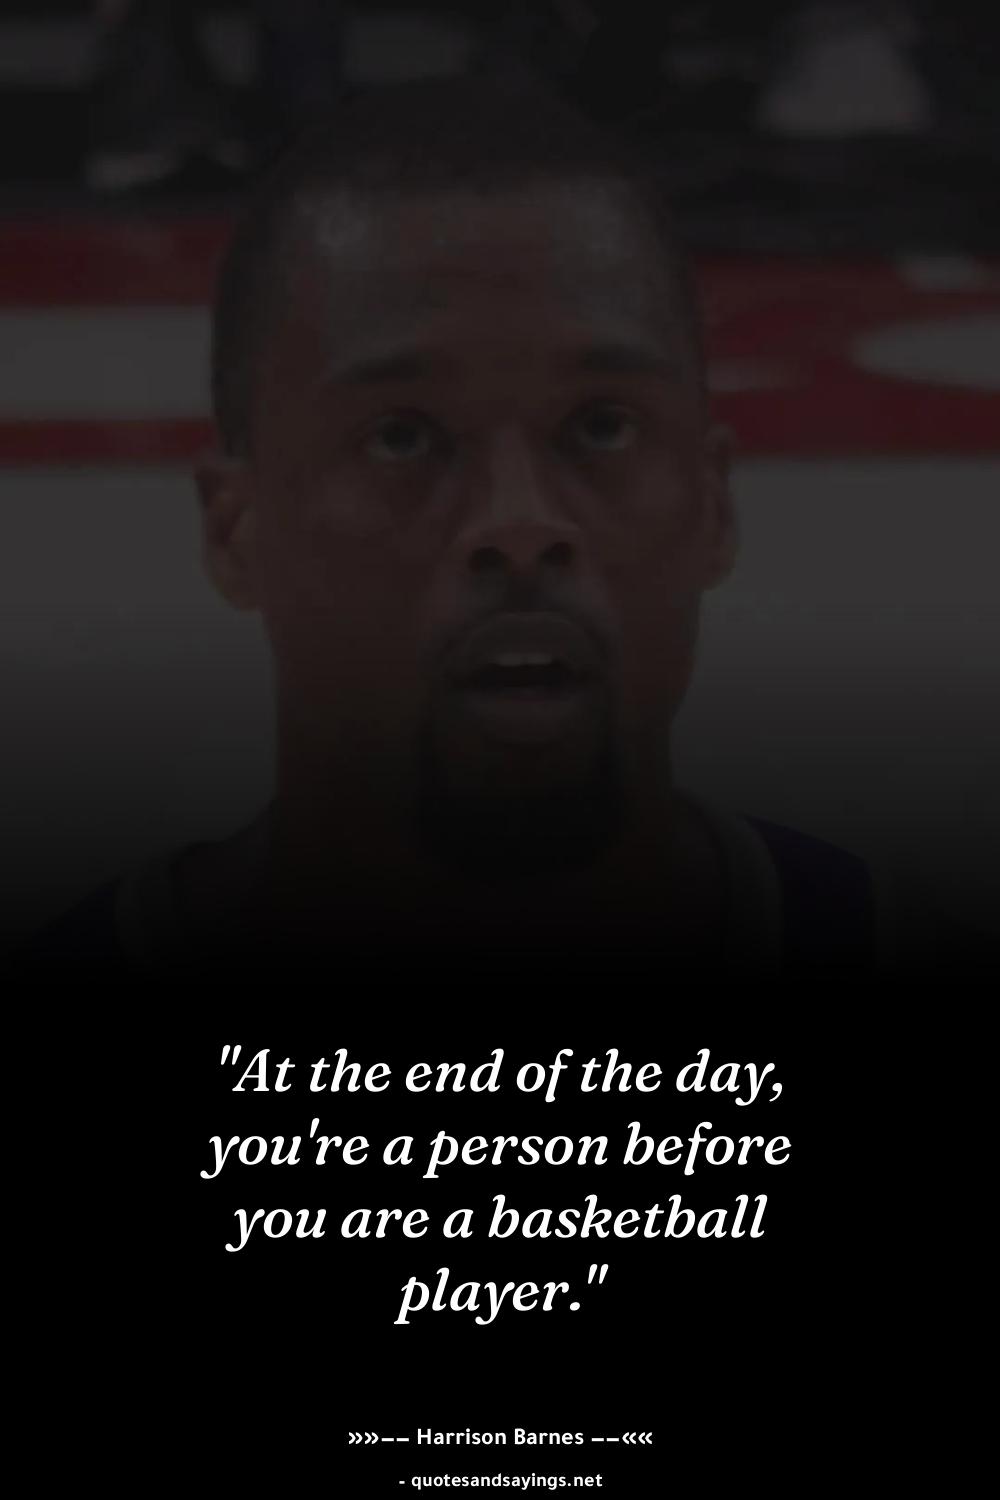 "At the end of the day,
you're a person before
you are a basketball
player."
»»–– Harrison Barnes ––««
- quotesandsayings.net